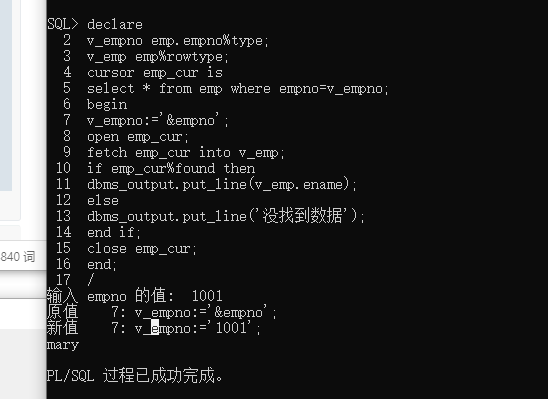 SQL> declare
2 v_empno emp.empno%type;
3 v_emp emp%rowtype;
4 cursor emp_cur is
5 select * from emp where empno=v_empno;
6 begin
7 v_empno:='&empno';
8 open emp_cur;
9 fetch emp_cur into v_emp;
10 if emp_cur%found then
11 dbms_output.put_line(v_emp.ename);
12 else
13 dbms_output.put_line('没找到数据');
14 end if;
840 词
15 close emp_cur;
16 end;
17 /
输入 empno 的值: 1001
原值 7: v_empno:='&empno';
新值 7: v_empno:='1001';
mary
PL/SQL 过程已成功完成。